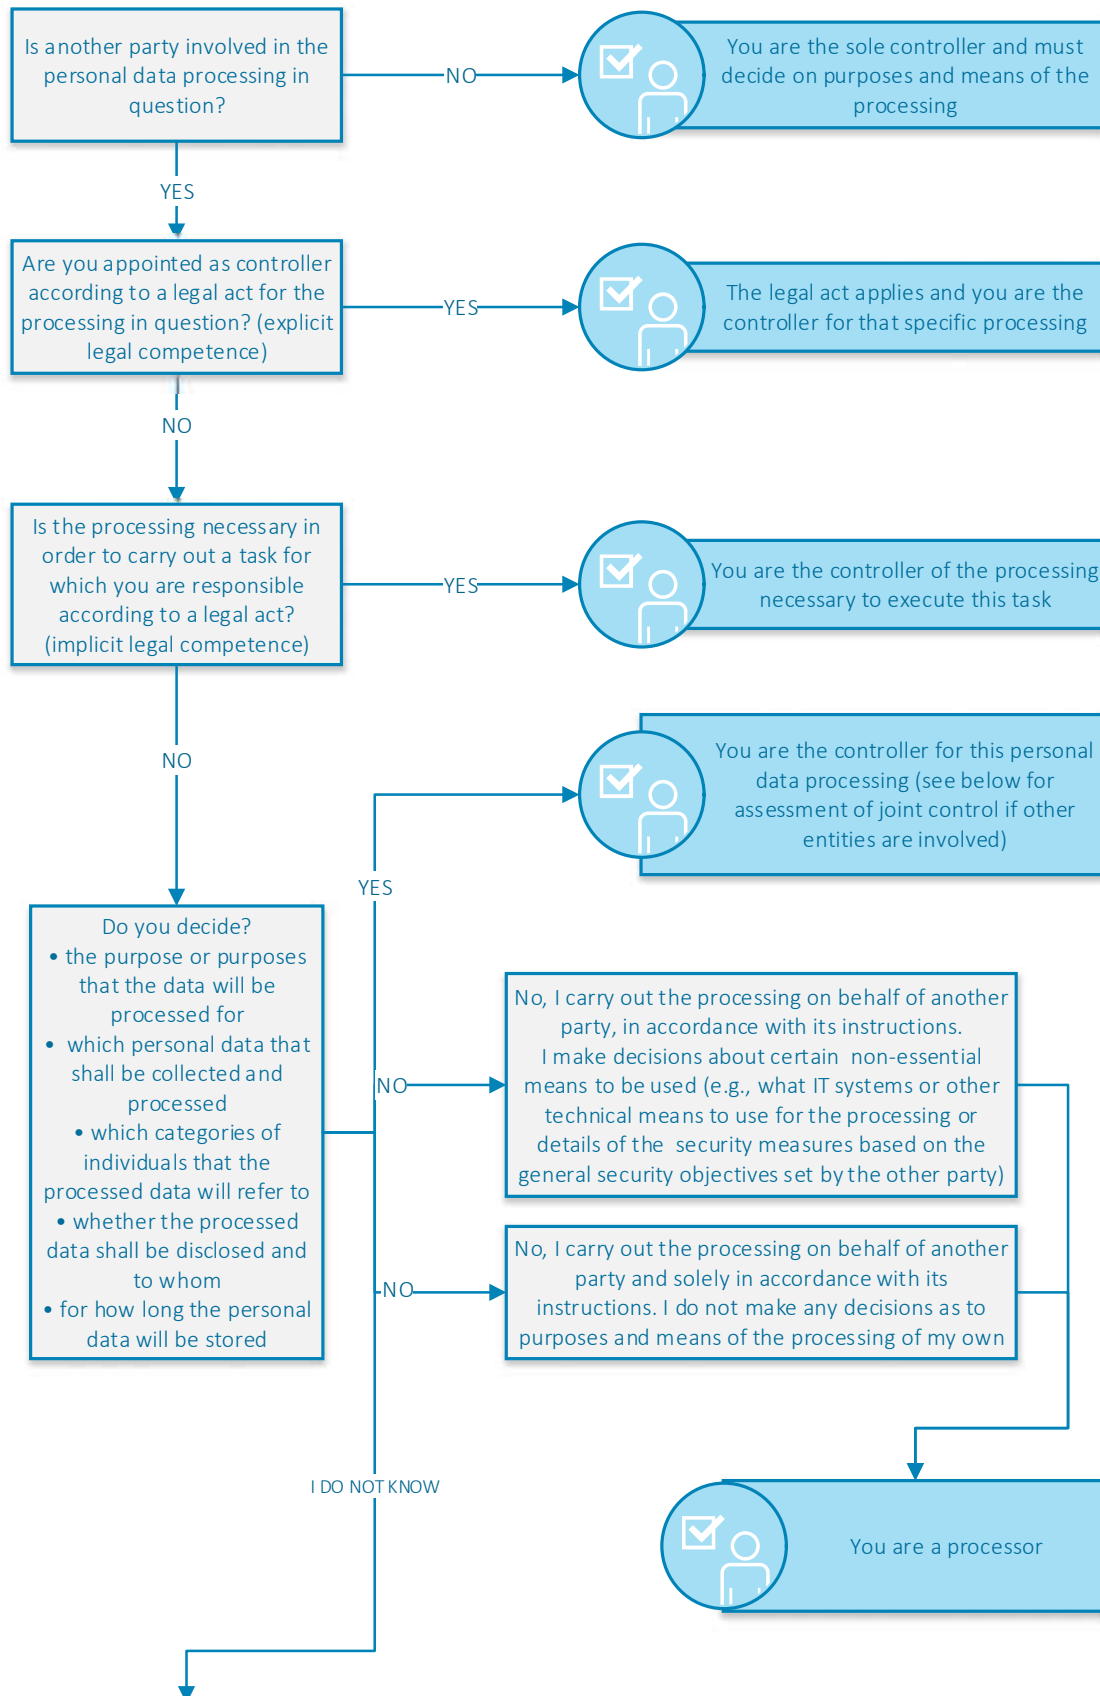 Is another party involved in the
personal data processing in
question?
NO
You are the sole controller and must
decide on purposes and means of the
processing
YES
Are you appointed as controller
according to a legal act for the
processing in question? (explicit
legal competence)
YES
The legal act applies and you are the
controller for that specific processing
NO
Is the processing necessary in
order to carry out a task for
which you are responsible
according to a legal act?
(implicit legal competence)
YES
You are the controller of the processing
necessary to execute this task
NO
You are the controller for this personal
data processing (see below for
assessment of joint control if other
entities are involved)
YES
Do you decide?
• the purpose or purposes
that the data will be
processed for
• which personal data that
shall be collected and
processed
• which categories of
individuals that the
processed data will refer to
• whether the processed
data shall be disclosed and
to whom
• for how long the personal
data will be stored
NO
No, I carry out the processing on behalf of another
party, in accordance with its instructions.
I make decisions about certain non-essential
means to be used (e.g., what IT systems or other
technical means to use for the processing or
details of the security measures based on the
general security objectives set by the other party)
NO
No, I carry out the processing on behalf of another
party and solely in accordance with its
instructions. I do not make any decisions as to
purposes and means of the processing of my own
I DO NOT KNOW
You are a processor